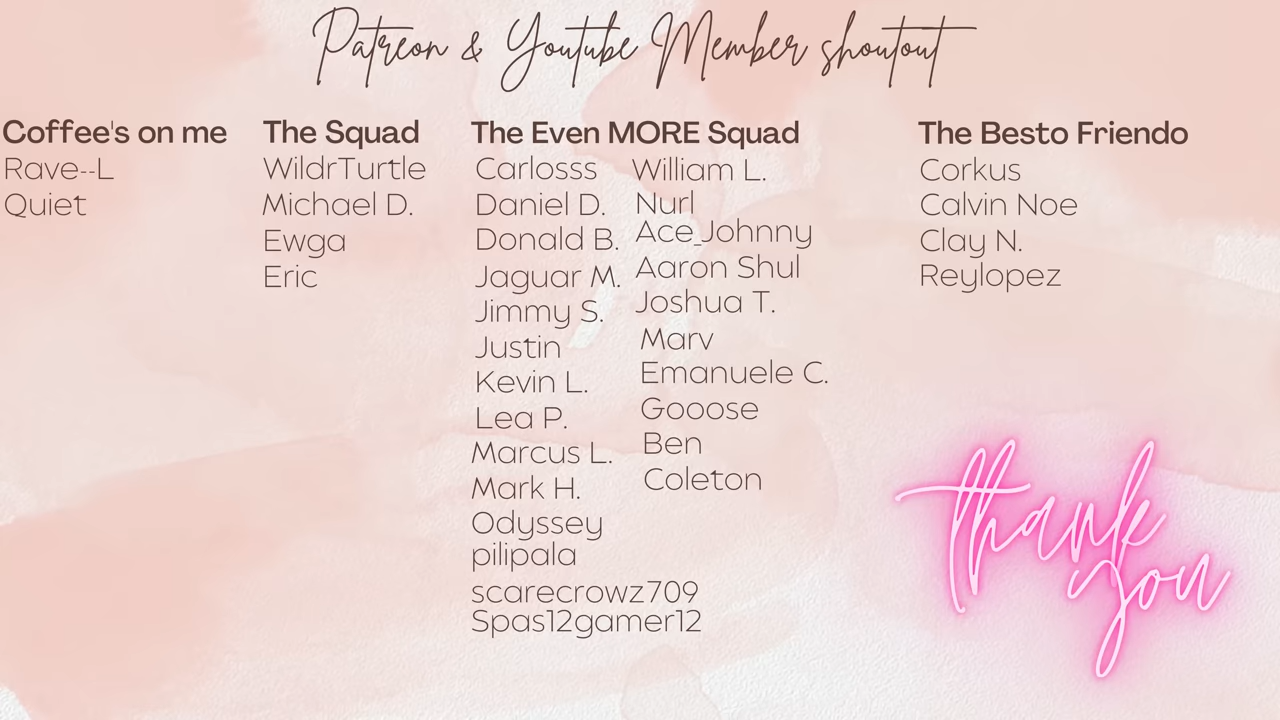 Patreon & Youtube Member shoutout
Coffee's on me
Rave--L
Quiet
The Squad
WildrTurtle
Michael D.
Ewga
Eric
The Even MORE Squad
Carlosss
Daniel D.
Donald B.
Jaguar M.
Jimmy S.
Justin
Kevin L.
Lea P.
Marcus L.
Mark H.
Odyssey
pilipala
scarecrowz709
Spas12gamer12
William L.
Nurl
Ace_Johnny
Aaron Shul
Joshua T.
Marv
Emanuele C.
Gooose
Ben
Coleton
The Besto Friendo
Corkus
Calvin Noe
Clay N.
Reylopez
thank
you